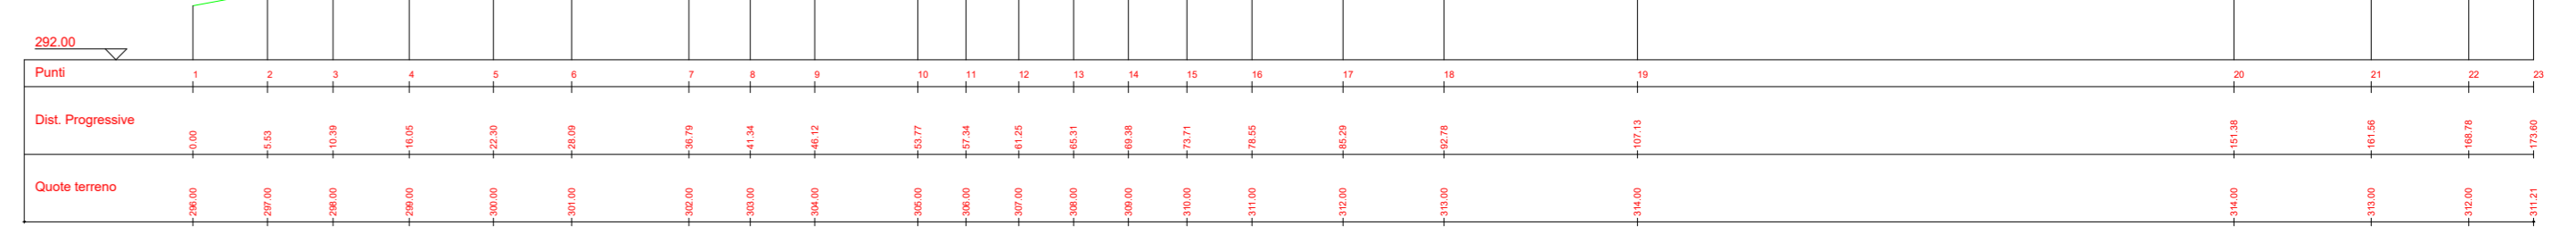 292.00
Punti 1 2 3 4 5 6 7 8 9 10 11 12 13 14 15 16 17 18 19 20 21 22 23
Dist. Progressive 0.00 5.53 10.39 16.05 22.30 28.09 36.79 41.34 46.12 53.77 57.34 61.25 65.31 69.38 73.71 78.55 85.29 92.78 107.13 151.38 161.56 168.78 173.60
Quote terreno 296.00 297.00 298.00 299.00 300.00 301.00 302.00 303.00 304.00 305.00 306.00 307.00 308.00 309.00 310.00 311.00 312.00 313.00 314.00 314.00 313.00 312.00 311.21